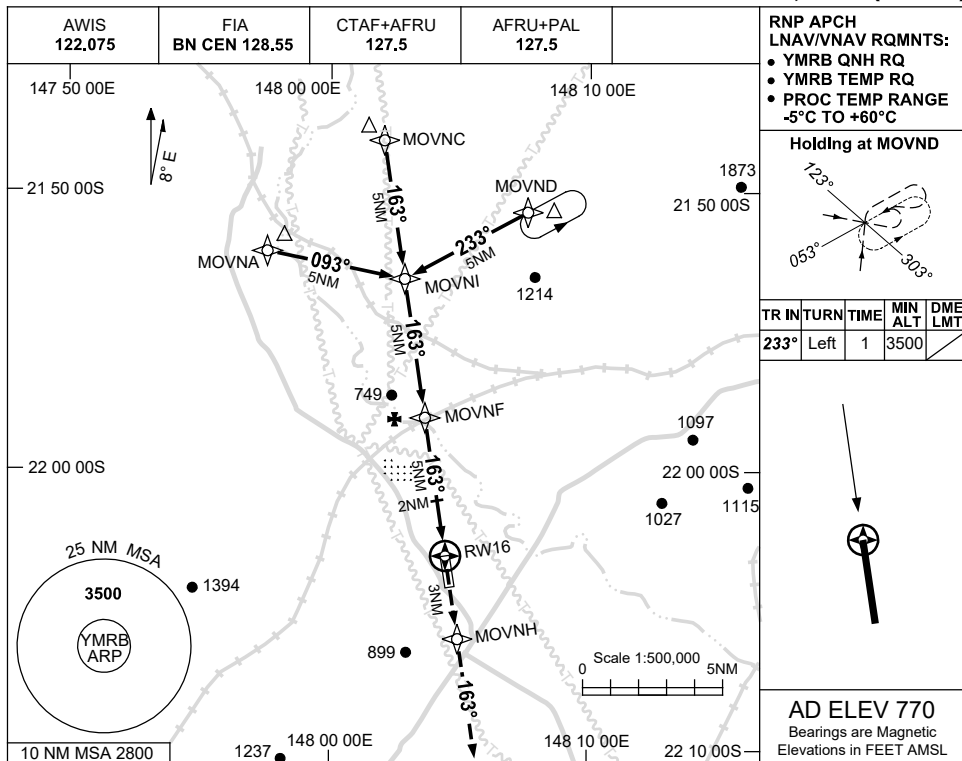 AWIS
122.075
FIA
BN CEN 128.55
CTAF+AFRU
127.5
AFRU+PAL
127.5
RNP APCH
LNAV/VNAV RQMNTS:
• YMRB QNH RQ
• YMRB TEMP RQ
• PROC TEMP RANGE
-5°C TO +60°C
147 50 00E
148 00 00E
148 10 00E
8° E
MOVNC
Holding at MOVND
123°
053°
303°
21 50 00S
163°
5NM
MOVND
1873
21 50 00S
233°
5NM
MOVNA
093°
5NM
MOVNI
1214
TR IN
TURN
TIME
MIN ALT
DME LMT
233°
Left
1
3500
163°
5NM
749
MOVNF
1097
22 00 00S
163°
5NM
2NM
22 00 00S
1027
1115
RW16
25 NM MSA
3500
YMRB
ARP
1394
3NM
MOVNH
899
Scale 1:500,000
0
5NM
163°
AD ELEV 770
Bearings are Magnetic
Elevations in FEET AMSL
10 NM MSA 2800
1237
148 00 00E
148 10 00E
22 10 00S